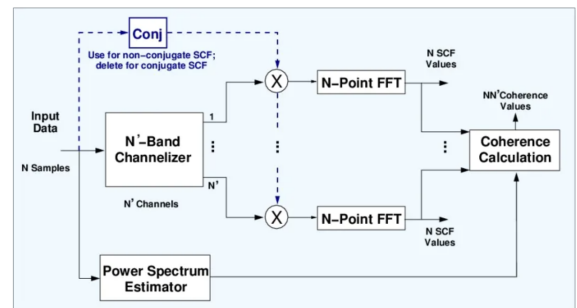 Conj
Use for non−conjugate SCF;
delete for conjugate SCF
N SCF
Values
X
N−Point FFT
NN'Coherence
Values
Input
Data
1
N'−Band
Channelizer
Coherence
Calculation
N Samples
N'
N' Channels
X
N−Point FFT
N SCF
Values
Power Spectrum
Estimator